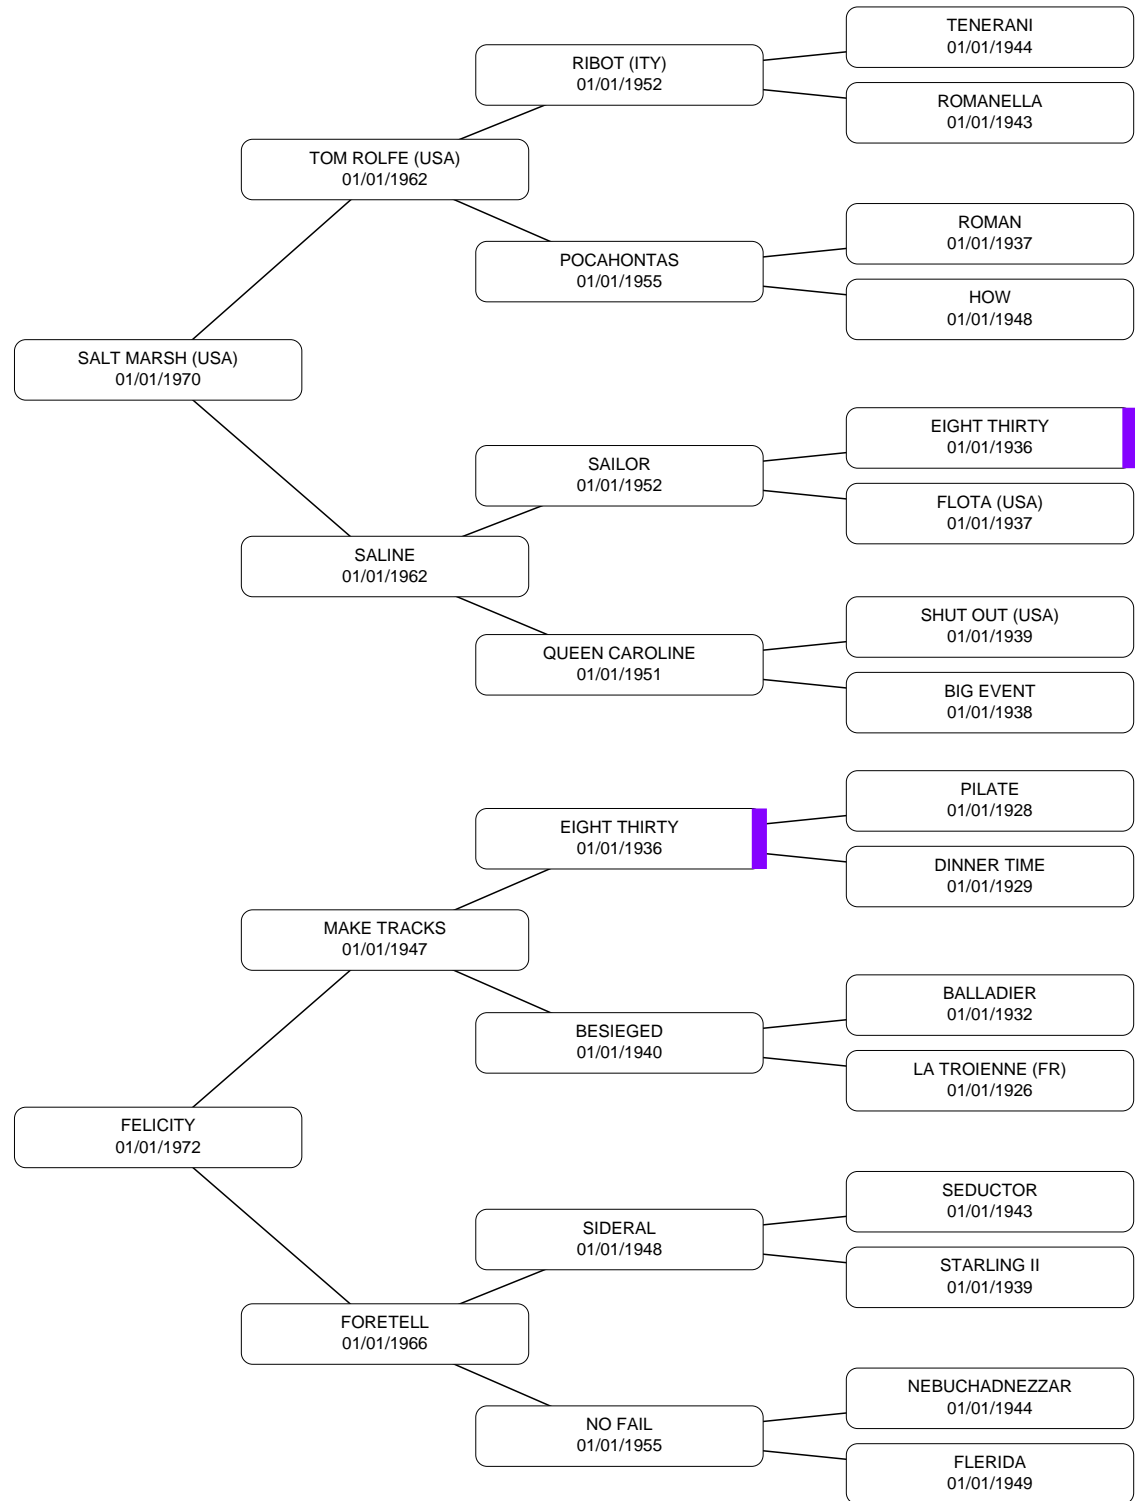 TENERANI
01/01/1944
RIBOT (ITY)
01/01/1952
ROMANELLA
01/01/1943
TOM ROLFE (USA)
01/01/1962
ROMAN
01/01/1937
POCAHONTAS
01/01/1955
HOW
01/01/1948
SALT MARSH (USA)
01/01/1970
EIGHT THIRTY
01/01/1936
SAILOR
01/01/1952
FLOTA (USA)
01/01/1937
SALINE
01/01/1962
SHUT OUT (USA)
01/01/1939
QUEEN CAROLINE
01/01/1951
BIG EVENT
01/01/1938
PILATE
01/01/1928
EIGHT THIRTY
01/01/1936
DINNER TIME
01/01/1929
MAKE TRACKS
01/01/1947
BALLADIER
01/01/1932
BESIEGED
01/01/1940
LA TROIENNE (FR)
01/01/1926
FELICITY
01/01/1972
SEDUCTOR
01/01/1943
SIDERAL
01/01/1948
STARLING II
01/01/1939
FORETELL
01/01/1966
NEBUCHADNEZZAR
01/01/1944
NO FAIL
01/01/1955
FLERIDA
01/01/1949